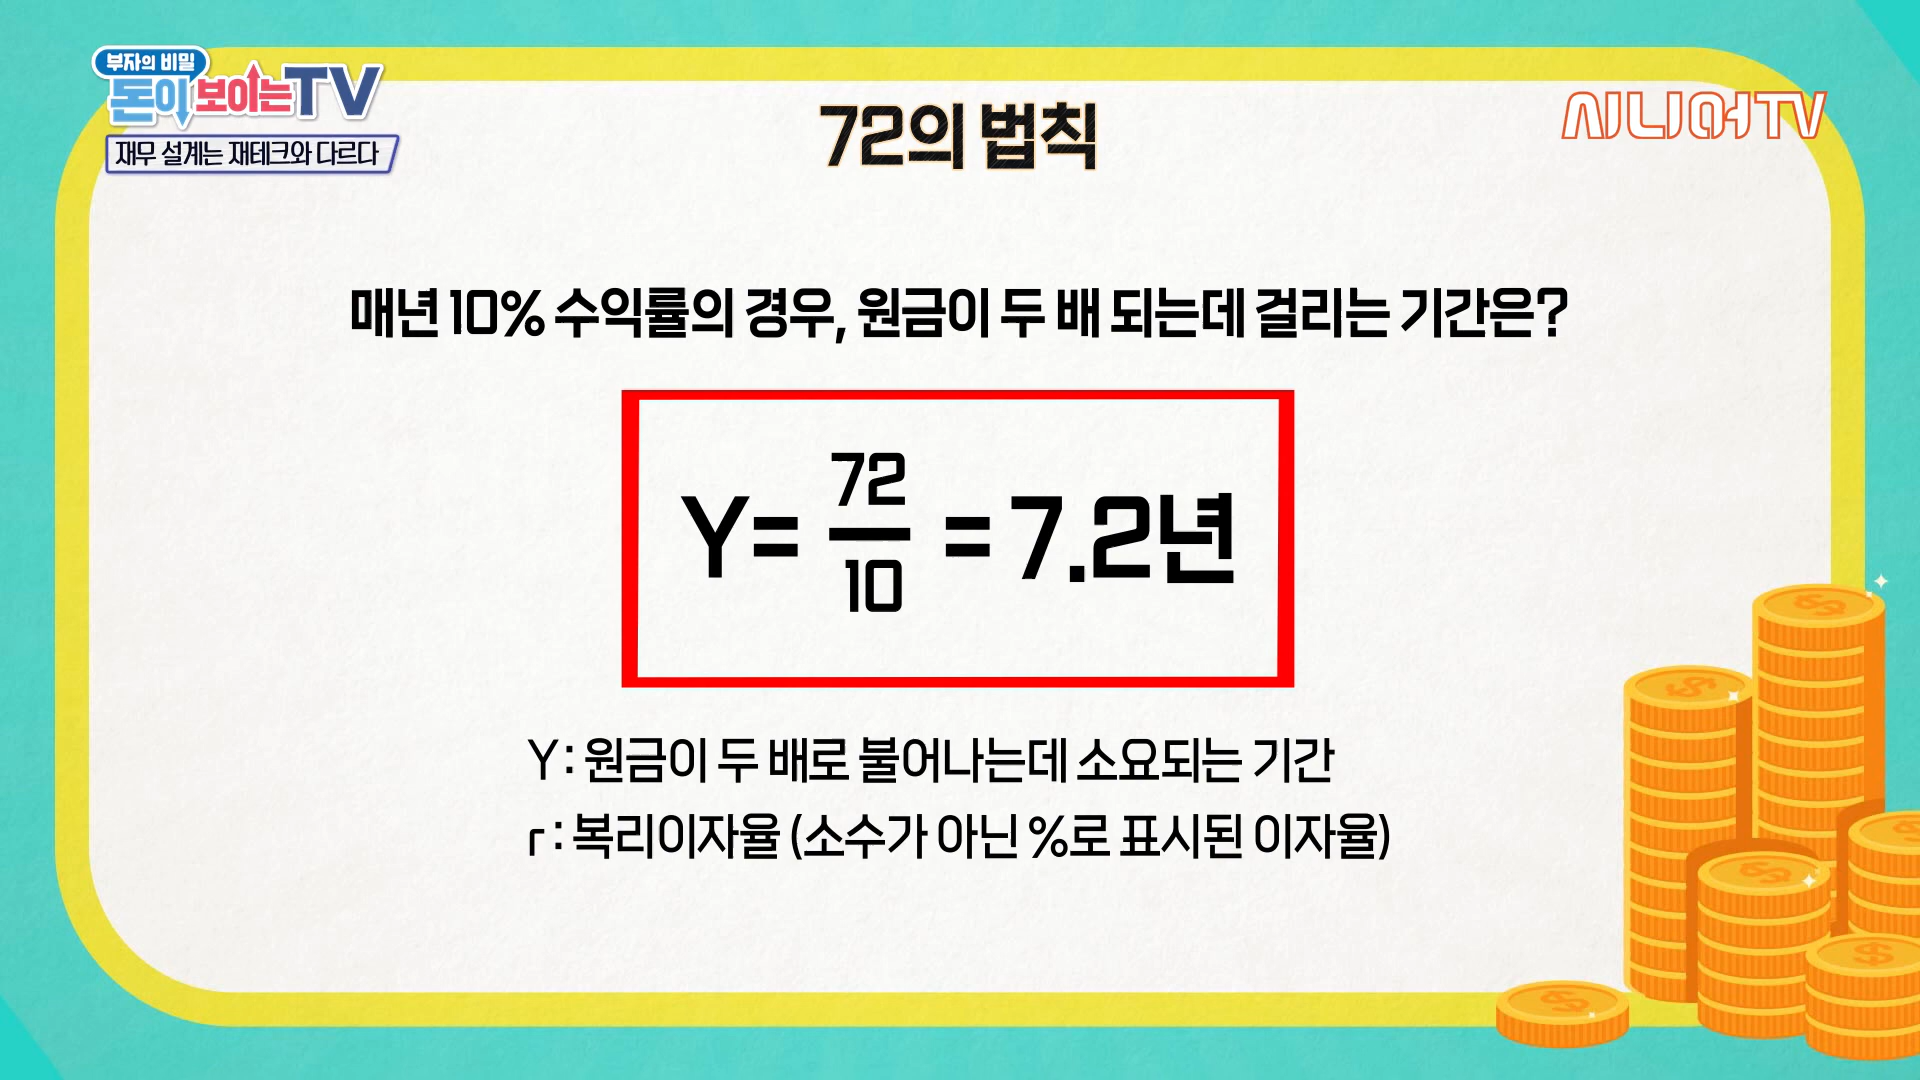 부자의 비밀
돈이 보이는TV
재무 설계는 재테크와 다르다
시니어TV
72의 법칙
매년 10% 수익률의 경우, 원금이 두 배 되는데 걸리는 기간은?
Y= 72/10 = 7.2년
Y : 원금이 두 배로 불어나는데 소요되는 기간
r : 복리이자율 (소수가 아닌 %로 표시된 이자율)